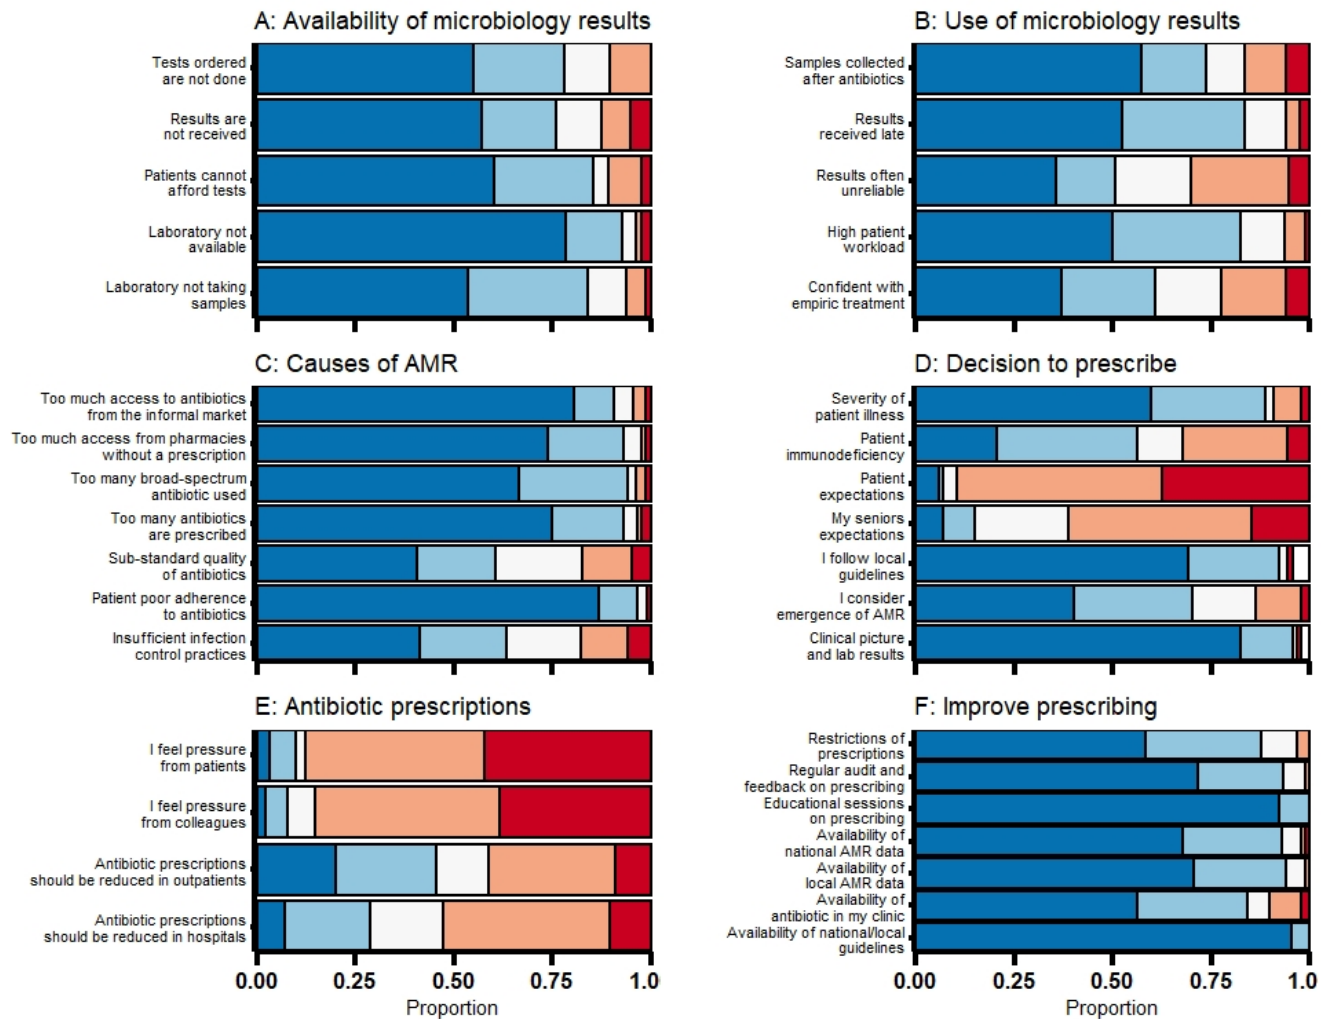 A: Availability of microbiology results
Tests ordered
are not done
Results are
not received
Patients cannot
afford tests
Laboratory not
available
Laboratory not taking
samples
B: Use of microbiology results
Samples collected
after antibiotics
Results
received late
Results often
unreliable
High patient
workload
Confident with
empiric treatment
C: Causes of AMR
Too much access to antibiotics
from the informal market
Too much access from pharmacies
without a prescription
Too many broad-spectrum
antibiotic used
Too many antibiotics
are prescribed
Sub-standard quality
of antibiotics
Patient poor adherence
to antibiotics
Insufficient infection
control practices
D: Decision to prescribe
Severity of
patient illness
Patient
immunodeficiency
Patient
expectations
My seniors
expectations
I follow local
guidelines
I consider
emergence of AMR
Clinical picture
and lab results
E: Antibiotic prescriptions
I feel pressure
from patients
I feel pressure
from colleagues
Antibiotic prescriptions
should be reduced in outpatients
Antibiotic prescriptions
should be reduced in hospitals
0.00 0.25 0.50 0.75 1.0
Proportion
F: Improve prescribing
Restrictions of
prescriptions
Regular audit and
feedback on prescribing
Educational sessions
on prescribing
Availability of
national AMR data
Availability of
local AMR data
Availability of
antibiotic in my clinic
Availability of national/local
guidelines
0.00 0.25 0.50 0.75 1.0
Proportion